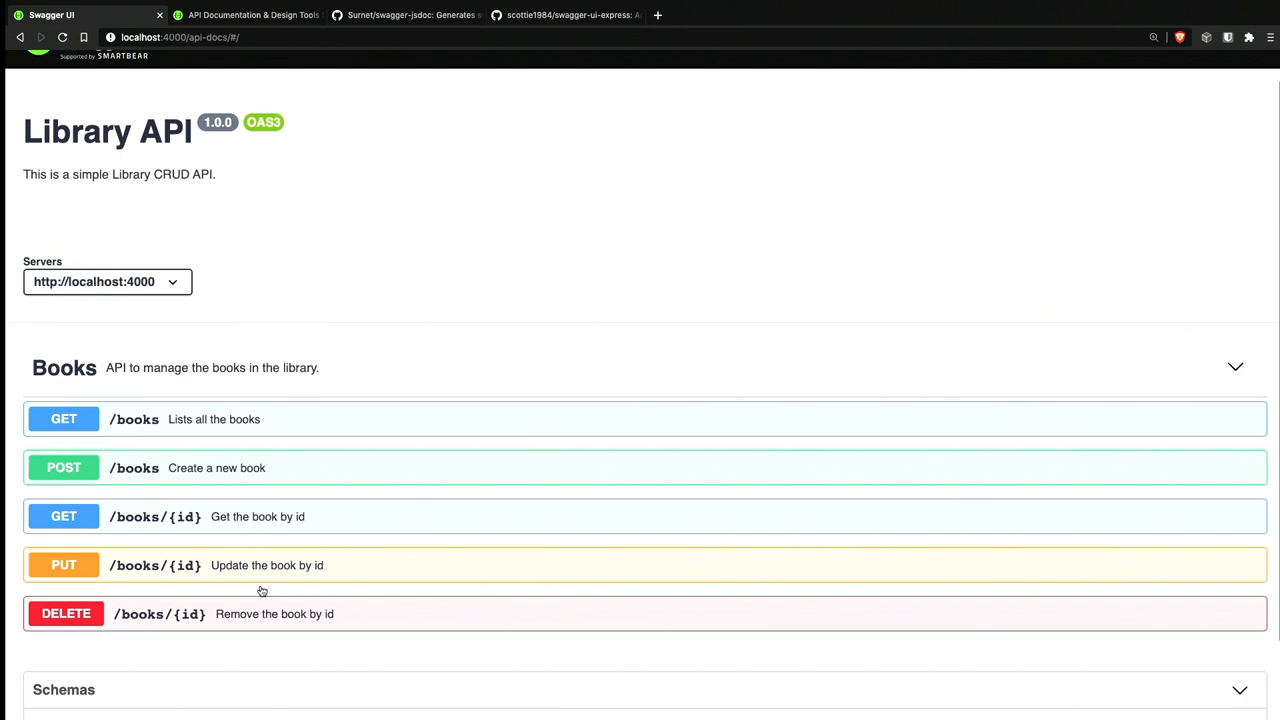 Swagger UI
API Documentation & Design Tools
Surnet/swagger-jsdoc: Generates s
scottie1984/swagger-ui-express: A
localhost:4000/api-docs/#/
Supported by SMARTBEAR
Library API 1.0.0 OAS3
This is a simple Library CRUD API.
Servers
http://localhost:4000
Books API to manage the books in the library.
GET /books Lists all the books
POST /books Create a new book
GET /books/{id} Get the book by id
PUT /books/{id} Update the book by id
DELETE /books/{id} Remove the book by id
Schemas